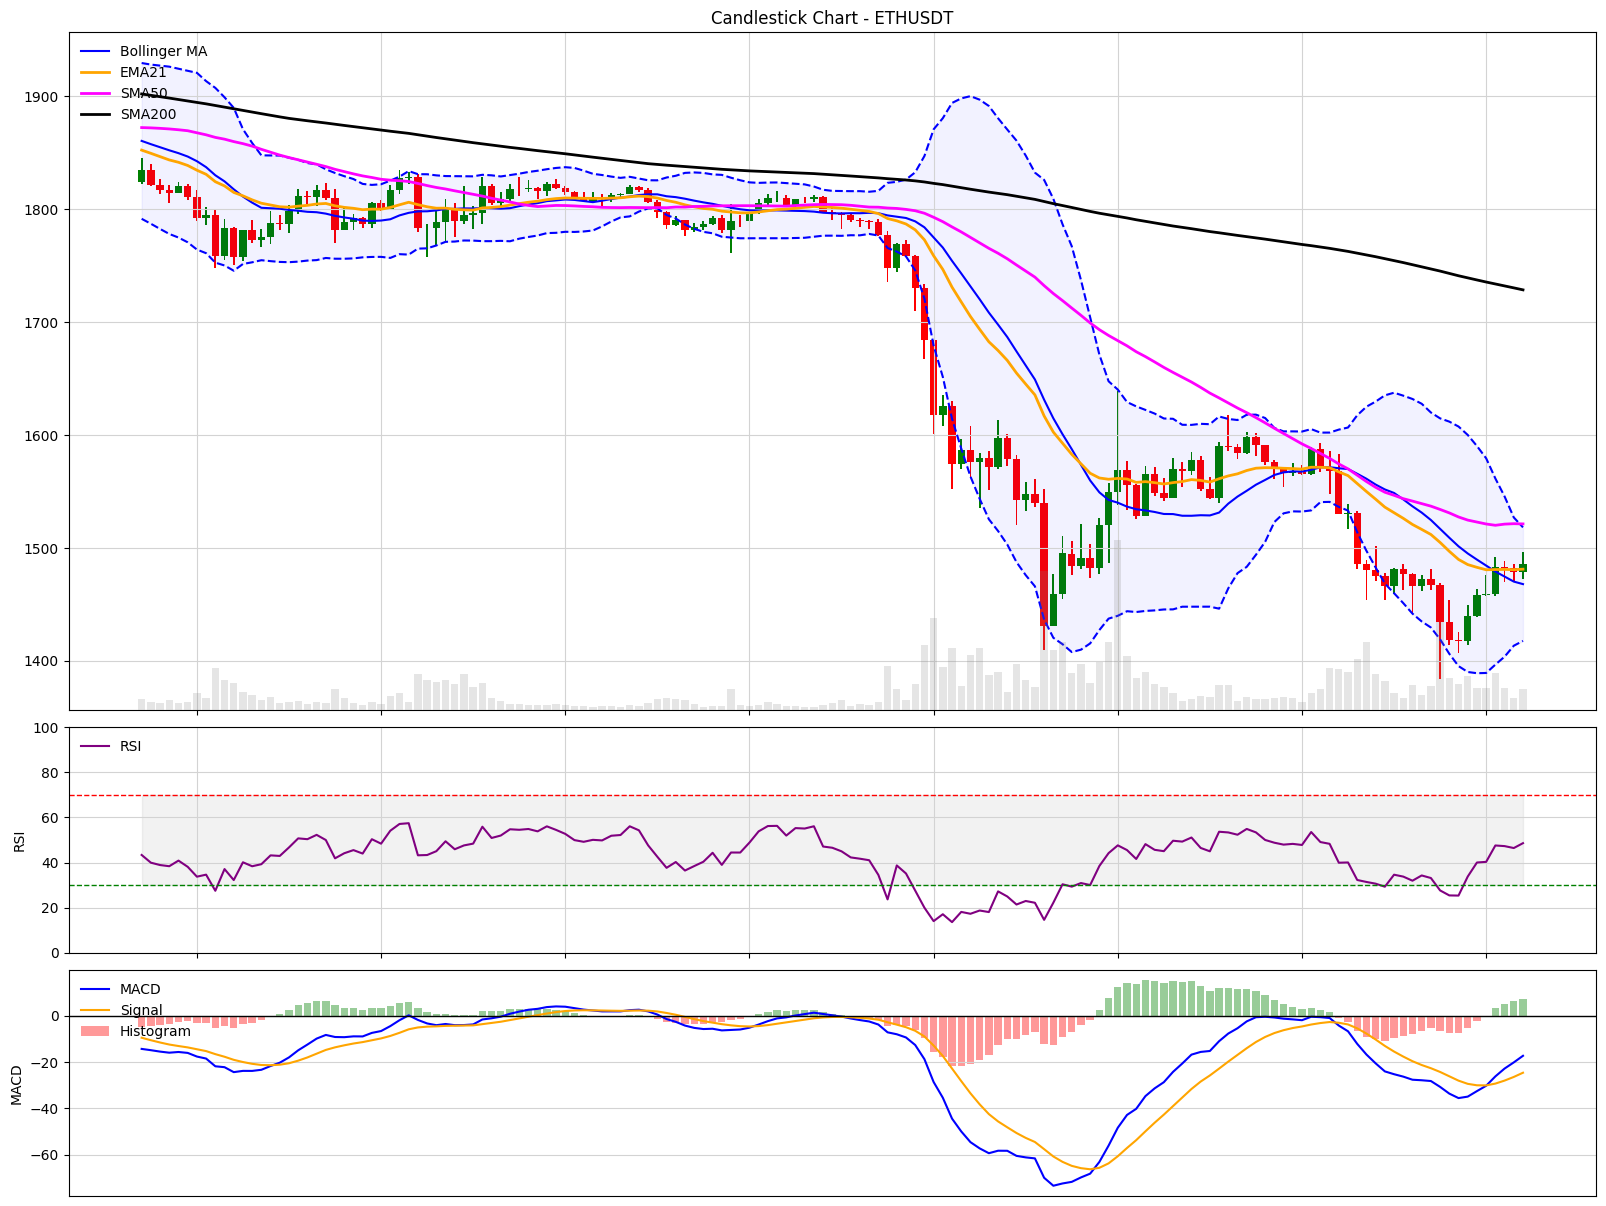 Candlestick Chart - ETHUSDT
Bollinger MA
EMA21
SMA50
SMA200
1900
1800
1700
1600
1500
1400
RSI
100
80
60
40
20
0
RSI
MACD
Signal
Histogram
0
−20
−40
−60
MACD